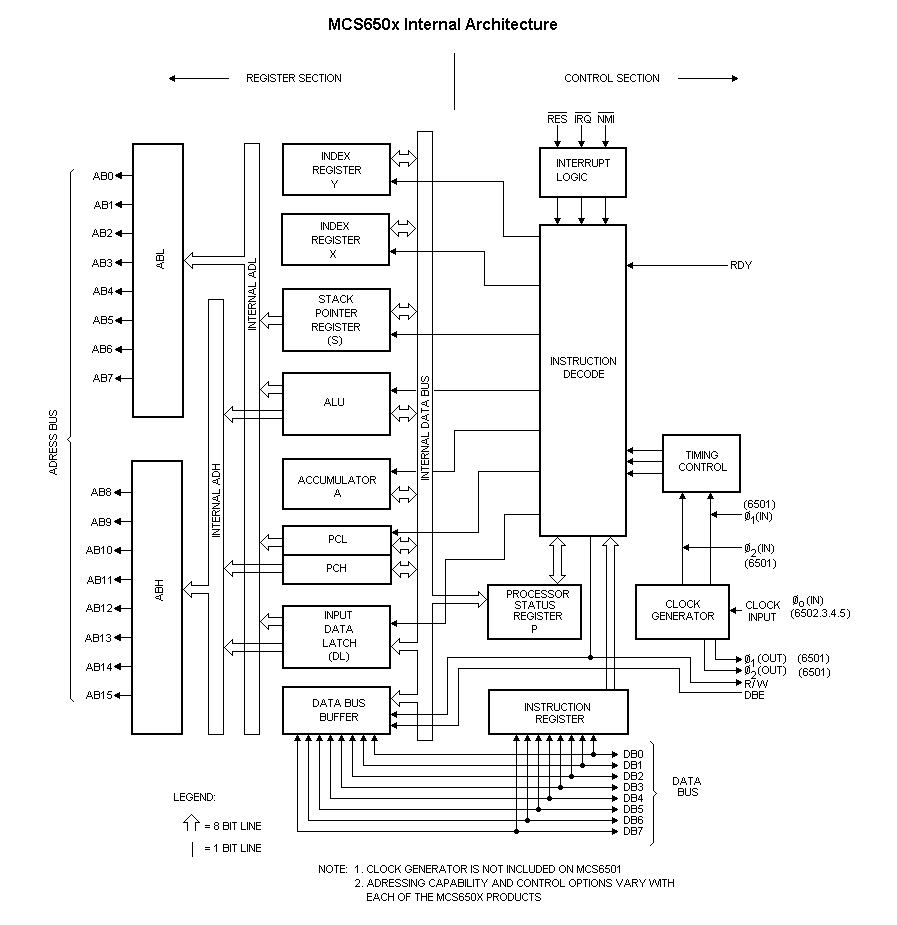 MCS650x Internal Architecture
REGISTER SECTION
CONTROL SECTION
RES IRQ NMI
INTERRUPT
LOGIC
INDEX
REGISTER
Y
INDEX
REGISTER
X
STACK
POINTER
REGISTER
(S)
ALU
ACCUMULATOR
A
PCL
PCH
INPUT
DATA
LATCH
(DL)
DATA BUS
BUFFER
ABL
ABH
INTERNAL ADL
INTERNAL ADH
INTERNAL DATA BUS
ADRESS BUS
AB0
AB1
AB2
AB3
AB4
AB5
AB6
AB7
AB8
AB9
AB10
AB11
AB12
AB13
AB14
AB15
RDY
INSTRUCTION
DECODE
TIMING
CONTROL
(6501)
Ø1(IN)
Ø2(IN)
(6501)
PROCESSOR
STATUS
REGISTER
P
CLOCK
GENERATOR
CLOCK
INPUT
Øo(IN)
(6502.3.4.5)
Ø1(OUT) (6501)
Ø2(OUT) (6501)
R/W
DBE
INSTRUCTION
REGISTER
DB0
DB1
DB2
DB3
DB4
DB5
DB6
DB7
DATA
BUS
LEGEND:
= 8 BIT LINE
= 1 BIT LINE
NOTE: 1. CLOCK GENERATOR IS NOT INCLUDED ON MCS6501
2. ADRESSING CAPABILITY AND CONTROL OPTIONS VARY WITH
EACH OF THE MCS650X PRODUCTS